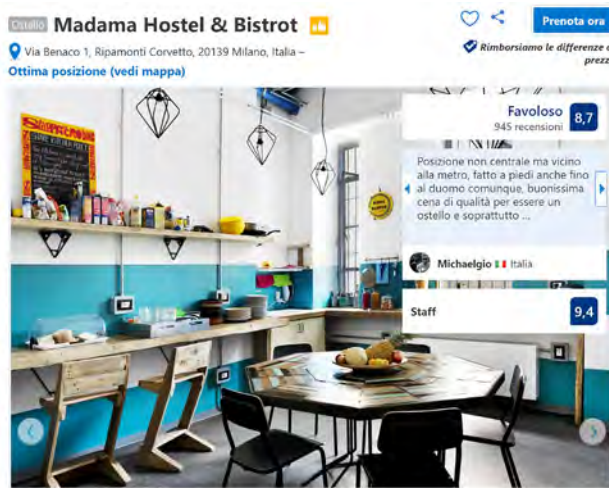 Ostello Madama Hostel & Bistrot
Prenota ora
Via Benaco 1, Ripamonti Corvetto, 20139 Milano, Italia –
Ottima posizione (vedi mappa)
Rimborsiamo le differenze
prezz
Favoloso
945 recensioni
8,7
Posizione non centrale ma vicino
alla metro, fatto a piedi anche fino
al duomo comunque, buonissima
cena di qualità per essere un
ostello e soprattutto ...
Michaelgio Italia
Staff
9,4